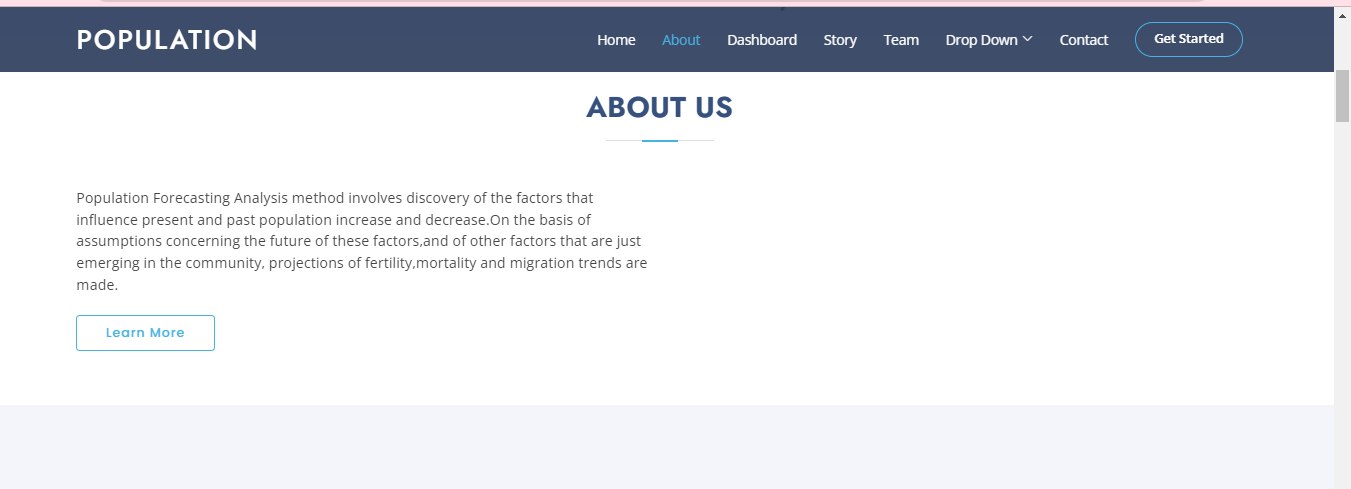 POPULATION
Home About Dashboard Story Team Drop Down Contact Get Started
ABOUT US
Population Forecasting Analysis method involves discovery of the factors that
influence present and past population increase and decrease.On the basis of
assumptions concerning the future of these factors,and of other factors that are just
emerging in the community, projections of fertility,mortality and migration trends are
made.
Learn More